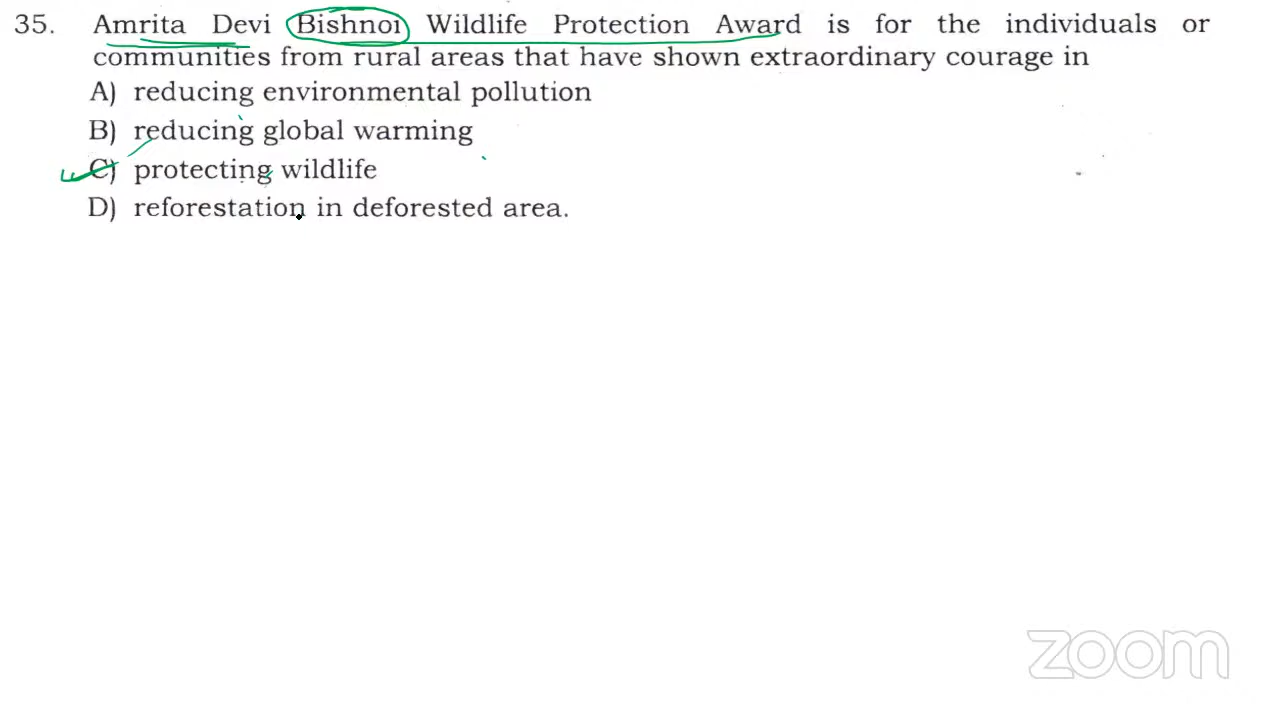 35. Amrita Devi Bishnoi Wildlife Protection Award is for the individuals or
communities from rural areas that have shown extraordinary courage in
A) reducing environmental pollution
B) reducing global warming
C) protecting wildlife
D) reforestation in deforested area.
zoom